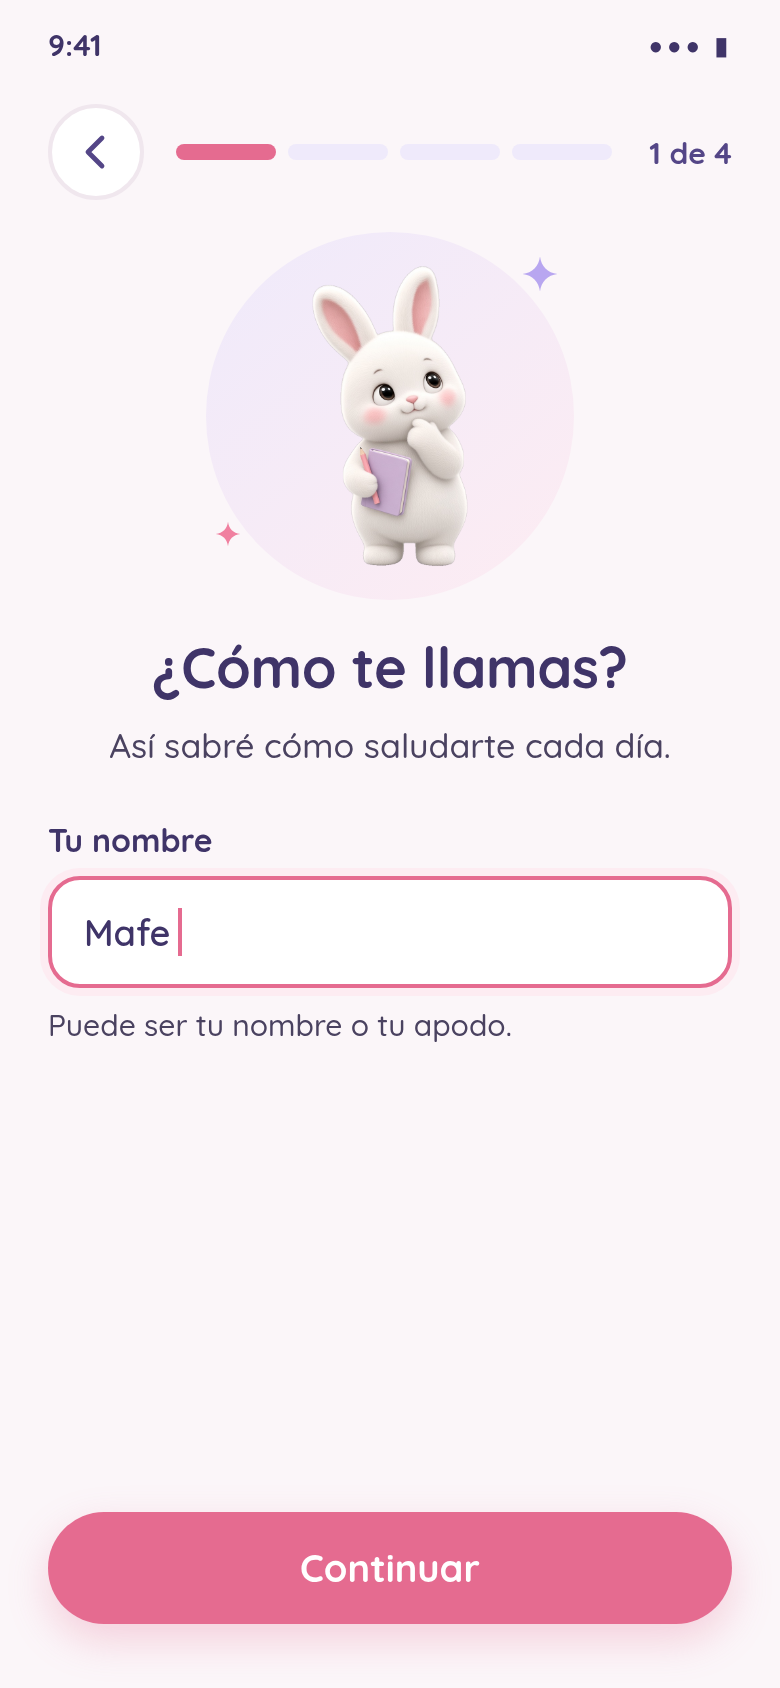 9:41
1 de 4
¿Cómo te llamas?
Así sabré cómo saludarte cada día.
Tu nombre
Mafe
Puede ser tu nombre o tu apodo.
Continuar